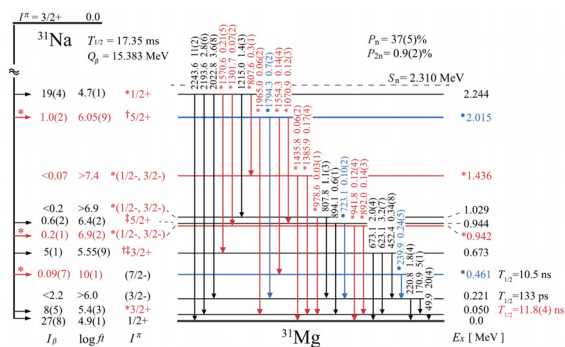 I^π = 3/2+ 0.0
³¹Na
T₁/₂ = 17.35 ms
Q_β = 15.383 MeV
P_n = 37(5)%
P_2n = 0.9(2)%
S_n = 2.310 MeV
2243.6 11(2)
2193.6 2.8(6)
2022.8 3.6(8)
*1570.6 0.21(5)
*1301.7 0.07(2)
1215.0 1.4(3)
*807.6 0.3(1)
*1965.0 0.06(2)
*1794.3 0.7(2)
*1554.3 0.14(4)
*1070.9 0.12(3)
*1435.8 0.06(2)
*1385.9 0.17(4)
*978.6 0.03(1)
807.8 1.1(3)
894.1 0.6(1)
*723.1 0.10(2)
*941.8 0.12(4)
*892.0 0.14(3)
673.1 2.0(4)
623.1 3.2(7)
452.4 0.34(8)
*239.9 0.24(5)
220.8 1.8(4)
170.9 5(1)
49.9 20(4)
19(4) 4.7(1) *1/2+ 2.244
* 1.0(2) 6.05(9) †5/2+ *2.015
<0.07 >7.4 *(1/2-, 3/2-) *1.436
<0.2 >6.9 *(1/2-, 3/2-) 1.029
0.6(2) 6.4(2) ‡5/2+ 0.944
* 0.2(1) 6.9(2) *(1/2-, 3/2-) *0.942
5(1) 5.55(9) †‡3/2+ 0.673
* 0.09(7) 10(1) (7/2-) *0.461 T₁/₂=10.5 ns
<2.2 >6.0 (3/2-) 0.221 T₁/₂=133 ps
8(5) 5.4(3) *3/2+ 0.050 T₁/₂=11.8(4) ns
27(8) 4.9(1) 1/2+ 0.0
I_β log ft I^π ³¹Mg Ex [ MeV ]